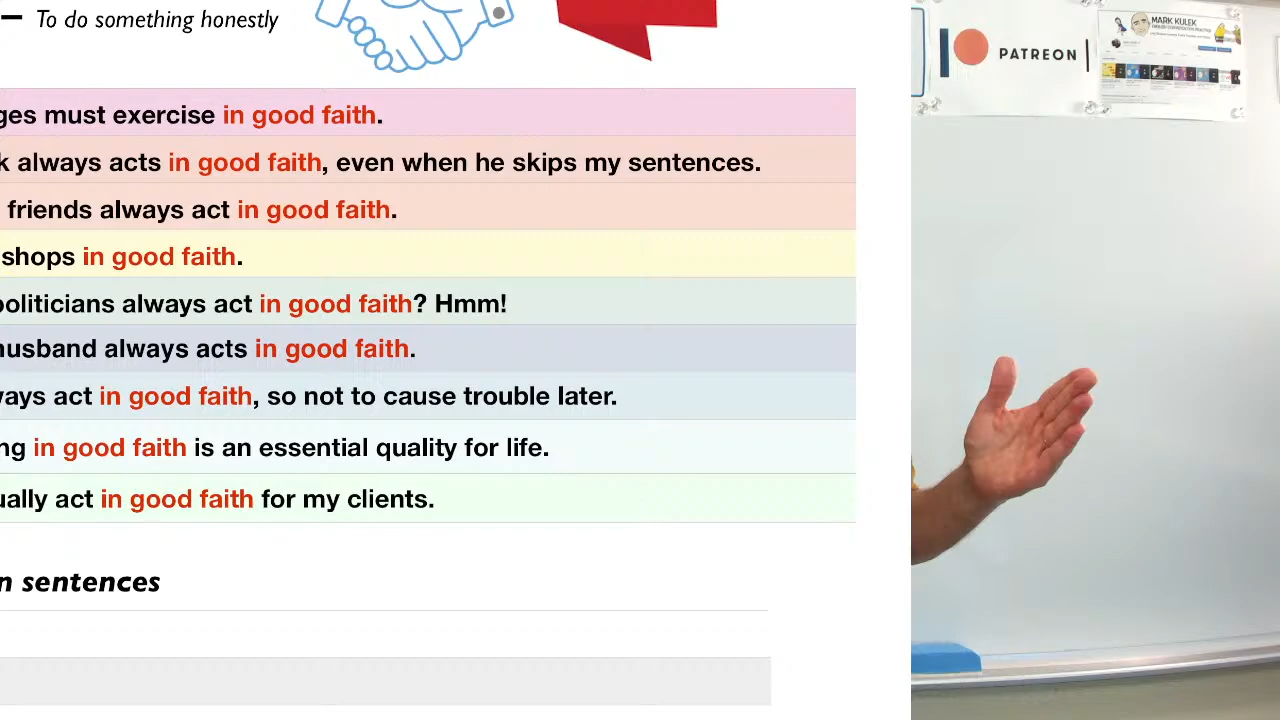 – To do something honestly
ges must exercise in good faith.
k always acts in good faith, even when he skips my sentences.
friends always act in good faith.
shops in good faith.
politicians always act in good faith? Hmm!
husband always acts in good faith.
ways act in good faith, so not to cause trouble later.
ng in good faith is an essential quality for life.
ually act in good faith for my clients.
n sentences
PATREON
MARK KULEK